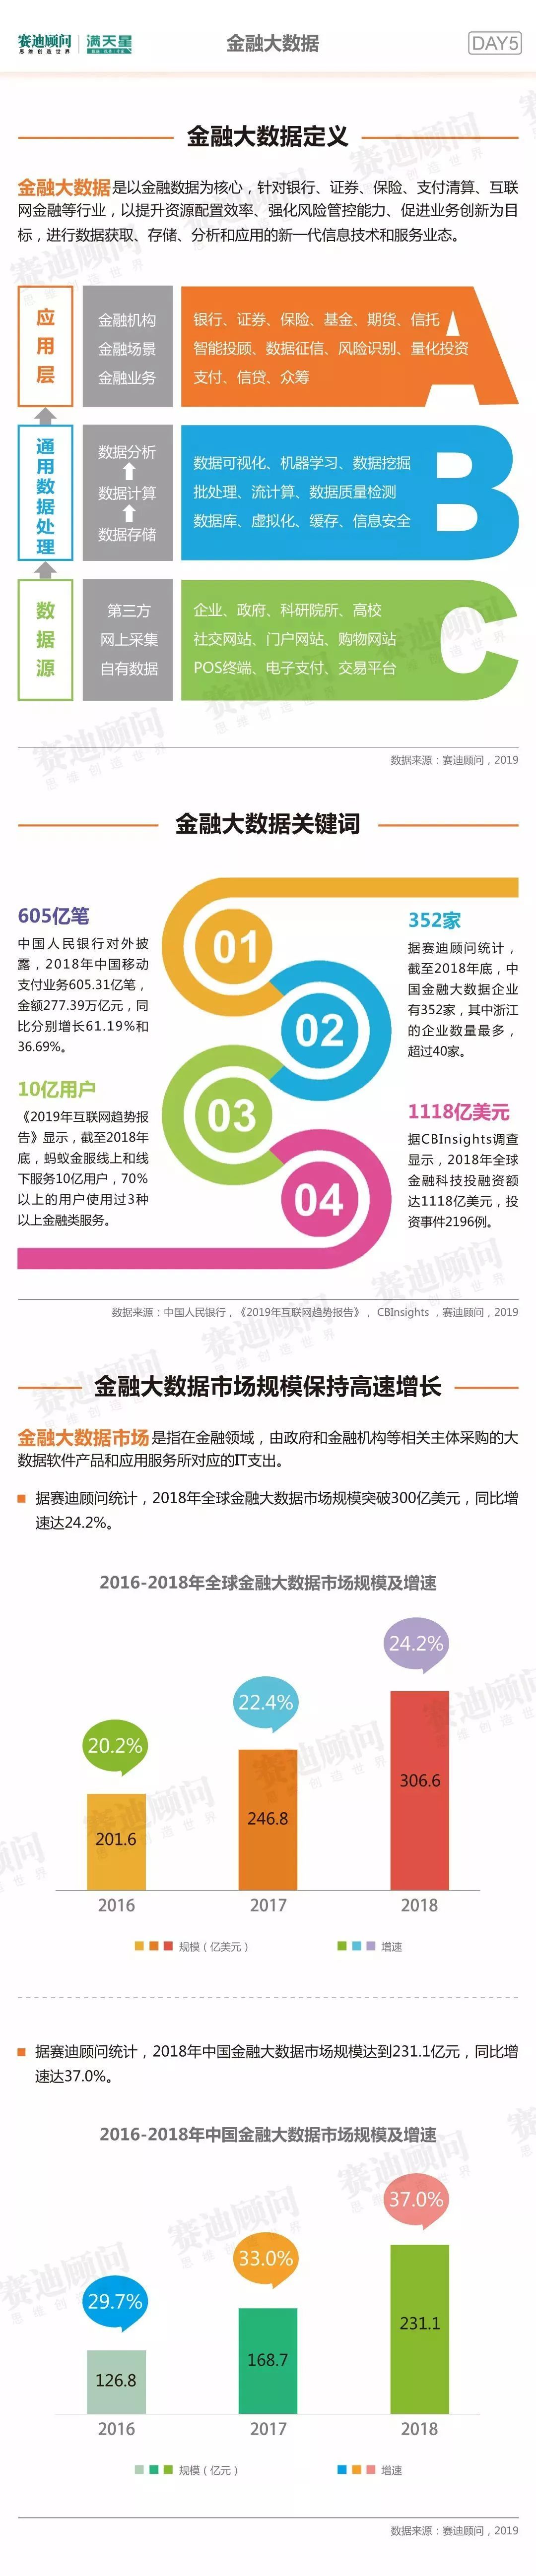 赛迪顾问
思维创造世界
满天星
金融大数据
DAY5
金融大数据定义
金融大数据是以金融数据为核心，针对银行、证券、保险、支付清算、互联
网金融等行业，以提升资源配置效率、强化风险管控能力、促进业务创新为目
标，进行数据获取、存储、分析和应用的新一代信息技术和服务业态。
应用层
金融机构
金融场景
金融业务
银行、证券、保险、基金、期货、信托
智能投顾、数据征信、风险识别、量化投资
支付、信贷、众筹
A
通用数据处理
数据分析
数据计算
数据存储
数据可视化、机器学习、数据挖掘
批处理、流计算、数据质量检测
数据库、虚拟化、缓存、信息安全
B
数据源
第三方
网上采集
自有数据
企业、政府、科研院所、高校
社交网站、门户网站、购物网站
POS终端、电子支付、交易平台
C
数据来源：赛迪顾问，2019
金融大数据关键词
605亿笔
中国人民银行对外披
露，2018年中国移动
支付业务605.31亿笔，
金额277.39万亿元，同
比分别增长61.19%和
36.69%。
01
352家
据赛迪顾问统计，
截至2018年底，中
国金融大数据企业
有352家，其中浙江
的企业数量最多，
超过40家。
02
10亿用户
《2019年互联网趋势报
告》显示，截至2018年
底，蚂蚁金服线上和线
下服务10亿用户，70%
以上的用户使用过3种
以上金融类服务。
03
1118亿美元
据CBInsights调查
显示，2018年全球
金融科技投融资额
达1118亿美元，投
资事件2196例。
04
数据来源：中国人民银行，《2019年互联网趋势报告》，CBInsights，赛迪顾问，2019
金融大数据市场规模保持高速增长
金融大数据市场是指在金融领域，由政府和金融机构等相关主体采购的大
数据软件产品和应用服务所对应的IT支出。
据赛迪顾问统计，2018年全球金融大数据市场规模突破300亿美元，同比增
速达24.2%。
2016-2018年全球金融大数据市场规模及增速
20.2%
22.4%
24.2%
201.6
246.8
306.6
2016
2017
2018
规模（亿美元）
增速
据赛迪顾问统计，2018年中国金融大数据市场规模达到231.1亿元，同比增
速达37.0%。
2016-2018年中国金融大数据市场规模及增速
29.7%
33.0%
37.0%
126.8
168.7
231.1
2016
2017
2018
规模（亿元）
增速
数据来源：赛迪顾问，2019